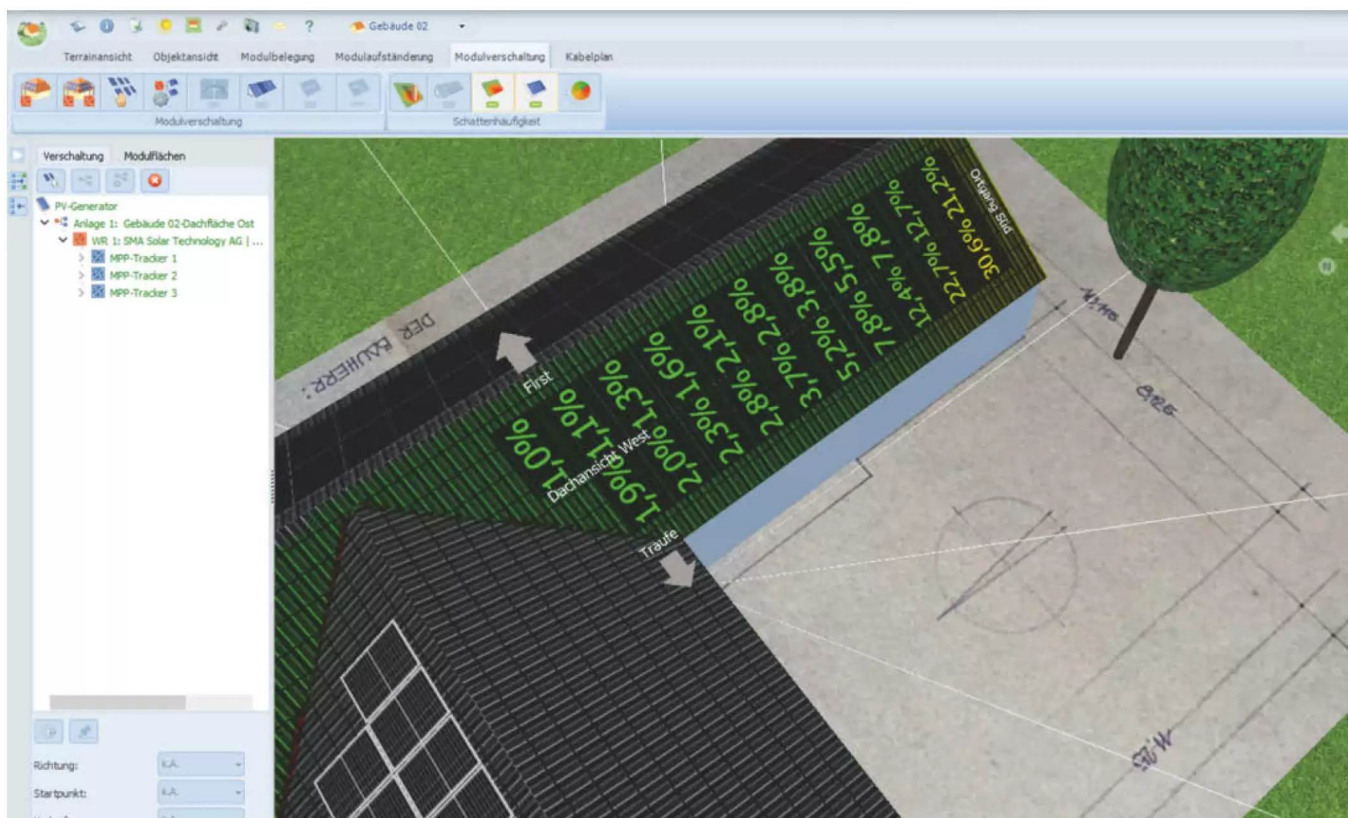 ? Gebäude 02
Terrainansicht Objektansicht Modulbelegung Modulaufständerung Modulverschaltung Kabelplan
Modulverschaltung Schattenhäufigkeit
Verschaltung Modulflächen
PV-Generator
Anlage 1: Gebäude 02-Dachfläche Ost
WR 1: SMA Solar Technology AG | ...
MPP-Tracker 1
MPP-Tracker 2
MPP-Tracker 3
Richtung: k.A.
Startpunkt: k.A.
DER BAUHERR:
First
Ortgang Süd
1,0%
1,9% 1,1%
2,0% 1,3%
2,3% 1,6%
2,8% 2,1%
3,7% 2,8%
5,2% 3,8%
7,8% 5,5%
12,4% 7,8%
22,7% 12,7%
30,6% 21,2%
Dachansicht West
Traufe
N